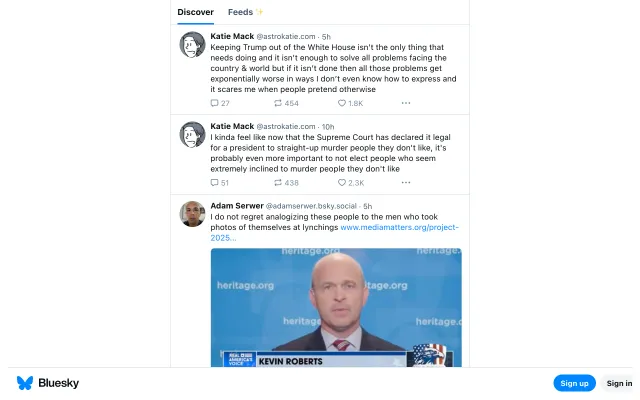 Discover Feeds✨
Katie Mack @astrokatie.com · 5h
Keeping Trump out of the White House isn't the only thing that
needs doing and it isn't enough to solve all problems facing the
country & world but if it isn't done then all those problems get
exponentially worse in ways I don't even know how to express and
it scares me when people pretend otherwise
27 454 1.8K
Katie Mack @astrokatie.com · 10h
I kinda feel like now that the Supreme Court has declared it legal
for a president to straight-up murder people they don't like, it's
probably even more important to not elect people who seem
extremely inclined to murder people they don't like
51 438 2.3K
Adam Serwer @adamserwer.bsky.social · 5h
I do not regret analogizing these people to the men who took
photos of themselves at lynchings www.mediamatters.org/project-
2025...
heritage.org heritage.org
heritage.org
heritag
REAL
AMERICA'S
VOICE
KEVIN ROBERTS
Bluesky Sign up Sign in